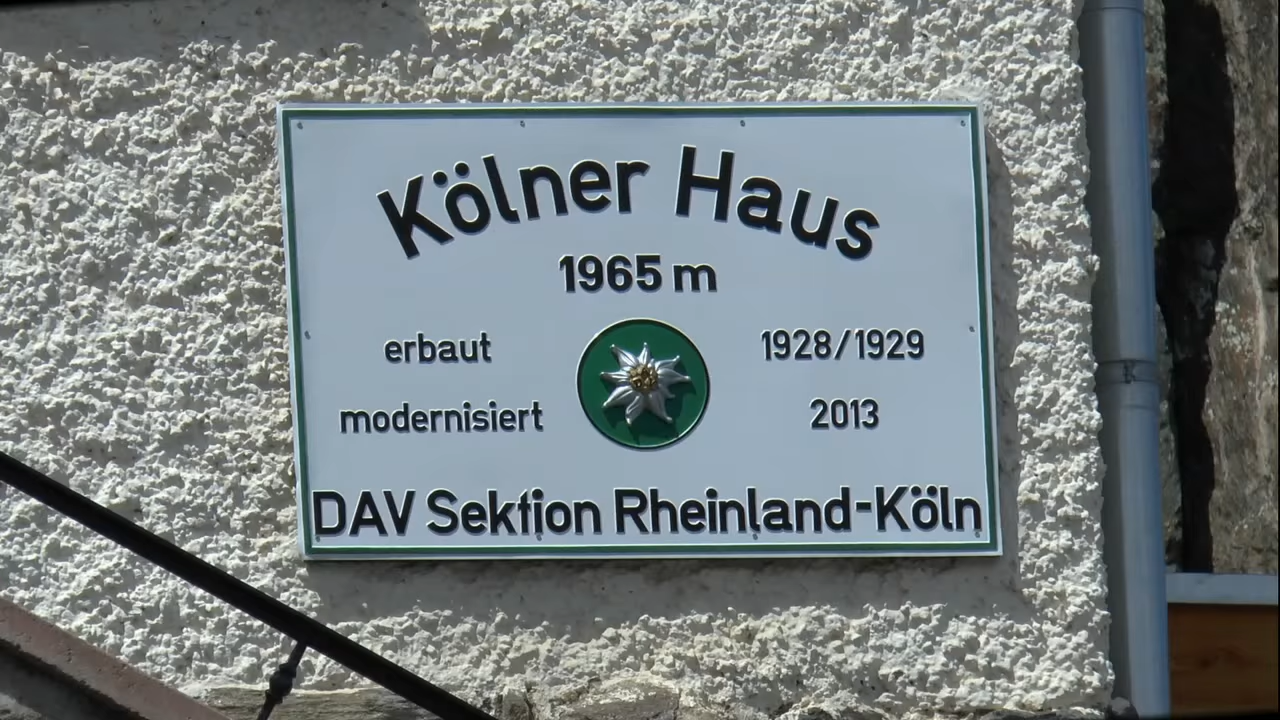 Kölner Haus
1965 m
erbaut 1928/1929
modernisiert 2013
DAV Sektion Rheinland-Köln